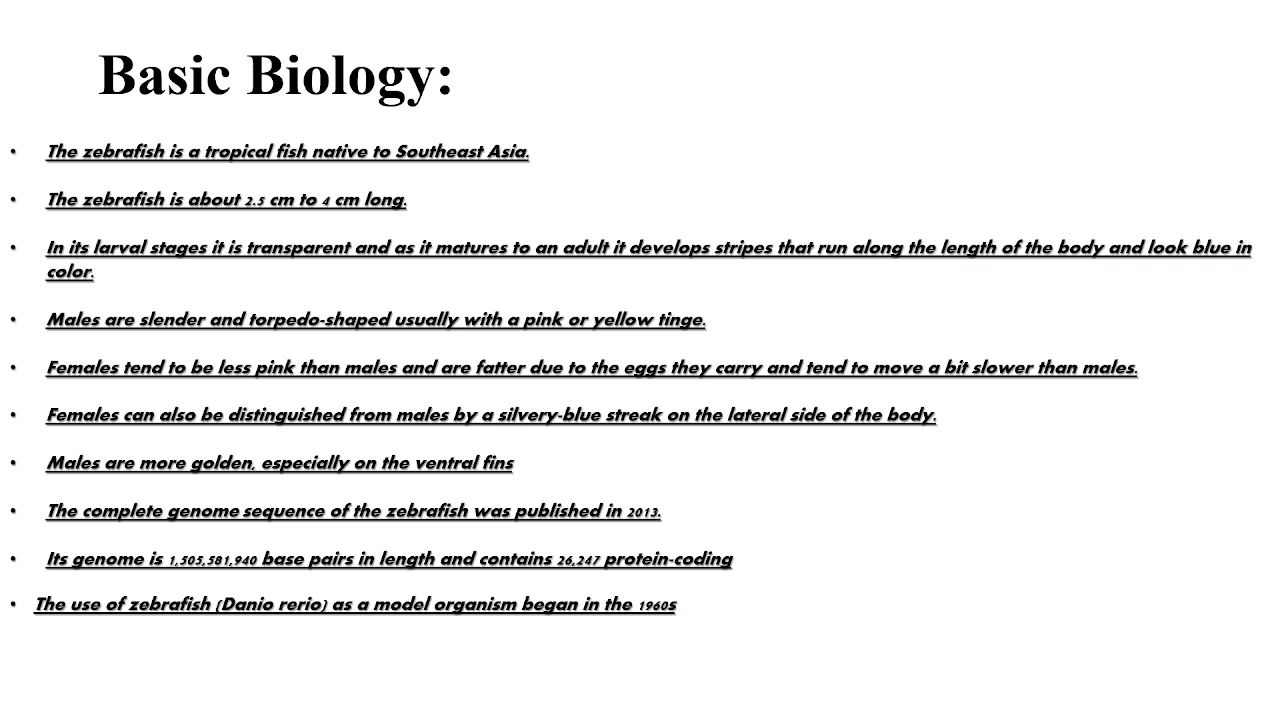 Basic Biology:
• The zebrafish is a tropical fish native to Southeast Asia.
• The zebrafish is about 2.5 cm to 4 cm long.
• In its larval stages it is transparent and as it matures to an adult it develops stripes that run along the length of the body and look blue in
color.
• Males are slender and torpedo-shaped usually with a pink or yellow tinge.
• Females tend to be less pink than males and are fatter due to the eggs they carry and tend to move a bit slower than males.
• Females can also be distinguished from males by a silvery-blue streak on the lateral side of the body.
• Males are more golden, especially on the ventral fins
• The complete genome sequence of the zebrafish was published in 2013.
• Its genome is 1,505,581,940 base pairs in length and contains 26,247 protein-coding
• The use of zebrafish (Danio rerio) as a model organism began in the 1960s